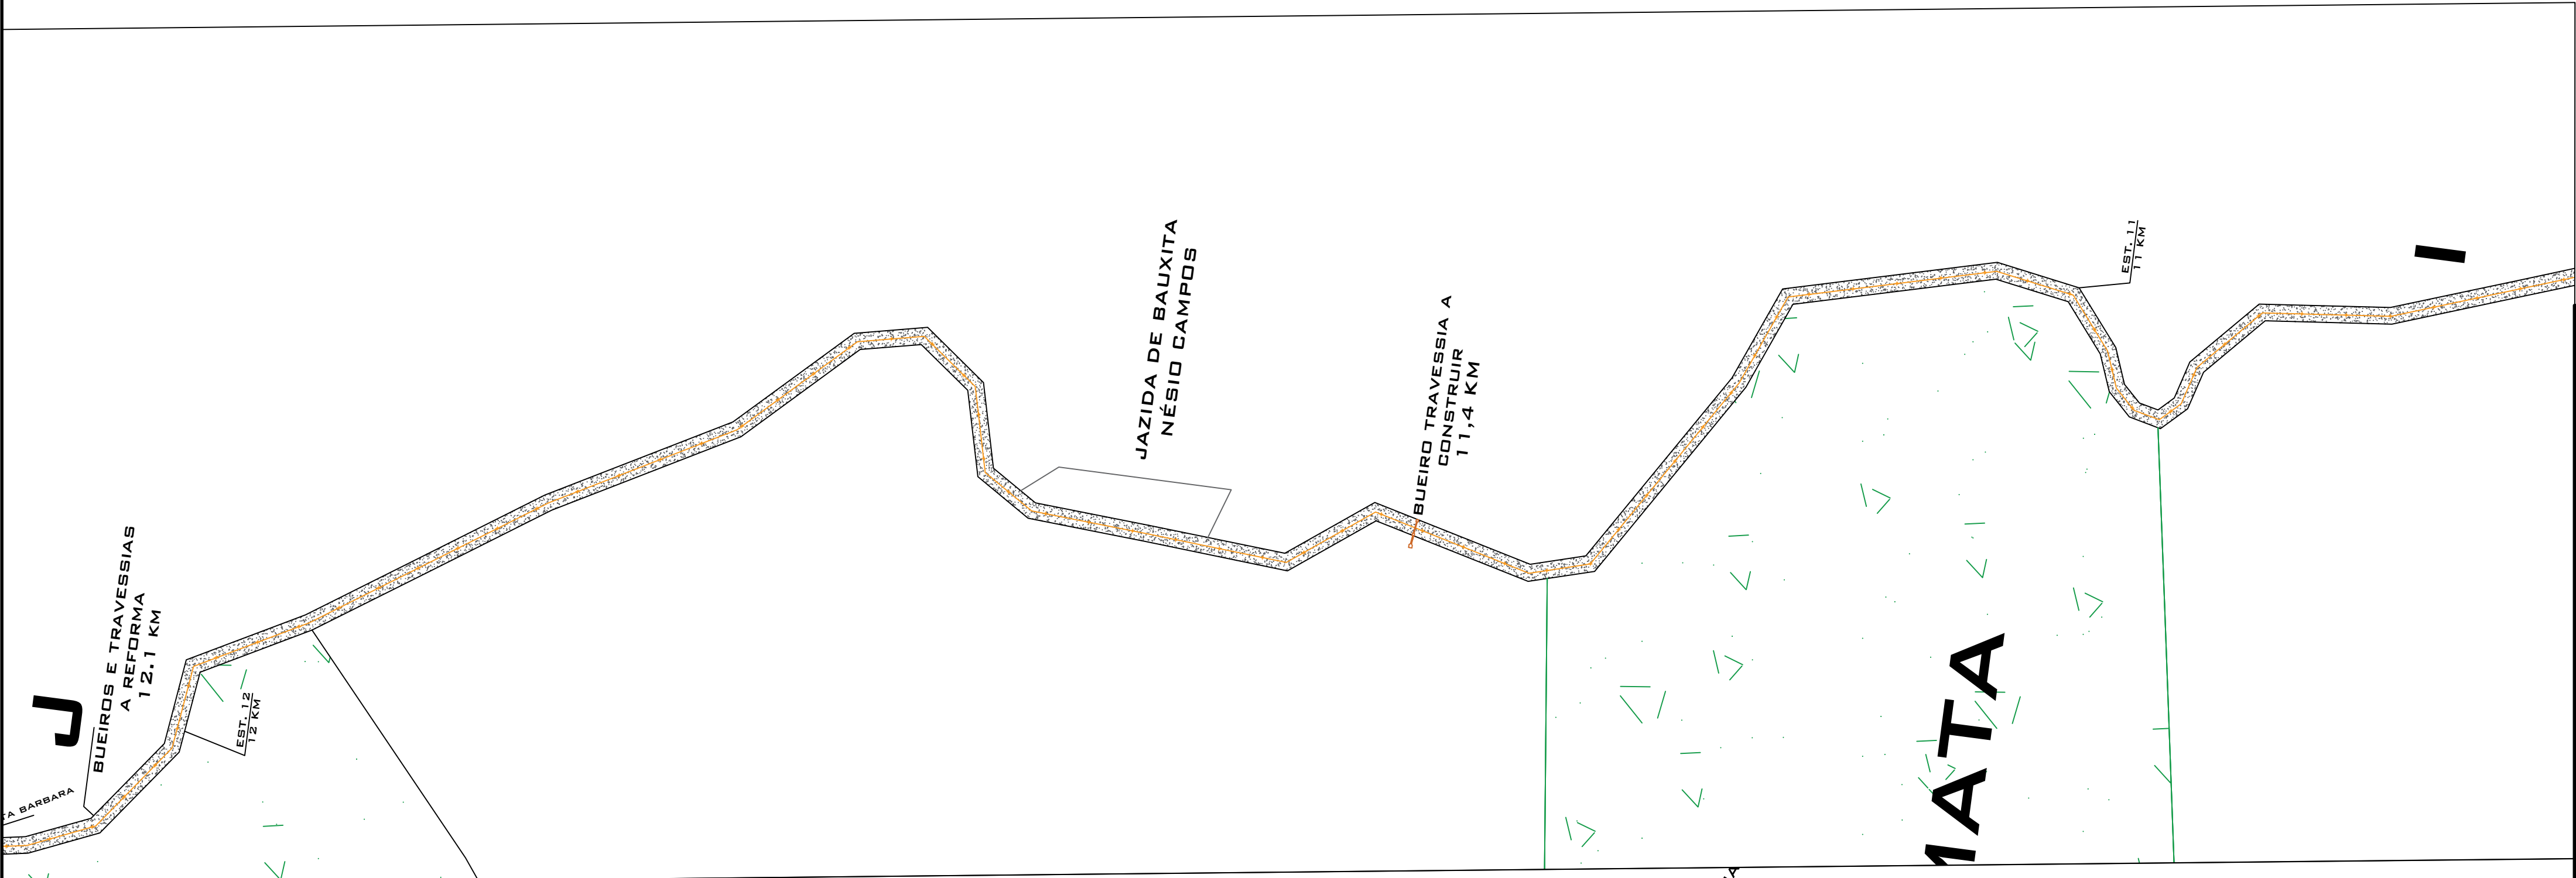 J
BUEIROS E TRAVESSIAS
A REFORMA
12.1 KM
TA BARBARA
EST. 12
12 KM
JAZIDA DE BAUXITA
NÉSIO CAMPOS
BUEIRO TRAVESSIA A
CONSTRUIR
11,4 KM
MATA
EST. 11
11 KM
I